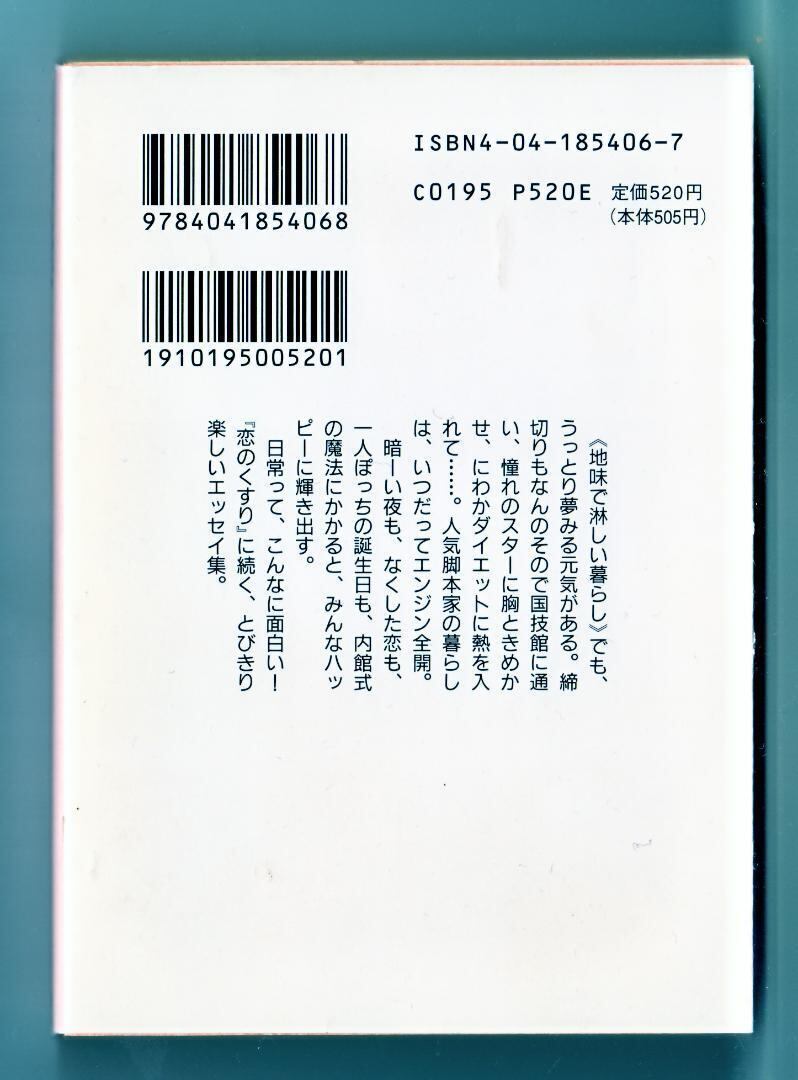 9784041854068
1910195005201
ISBN4-04-185406-7
C0195 P520E 定価520円
（本体505円）
《地味で淋しい暮らし》でも、
うっとり夢みる元気がある。締
切りもなんのそので国技館に通
い、憧れのスターに胸ときめか
せ、にわかダイエットに熱を入
れて……。人気脚本家の暮らし
は、いつだってエンジン全開。
暗ーい夜も、なくした恋も、
一人ぽっちの誕生日も、内館式
の魔法にかかると、みんなハッ
ピーに輝き出す。
日常って、こんなに面白い！
『恋のくすり』に続く、とびきり
楽しいエッセイ集。